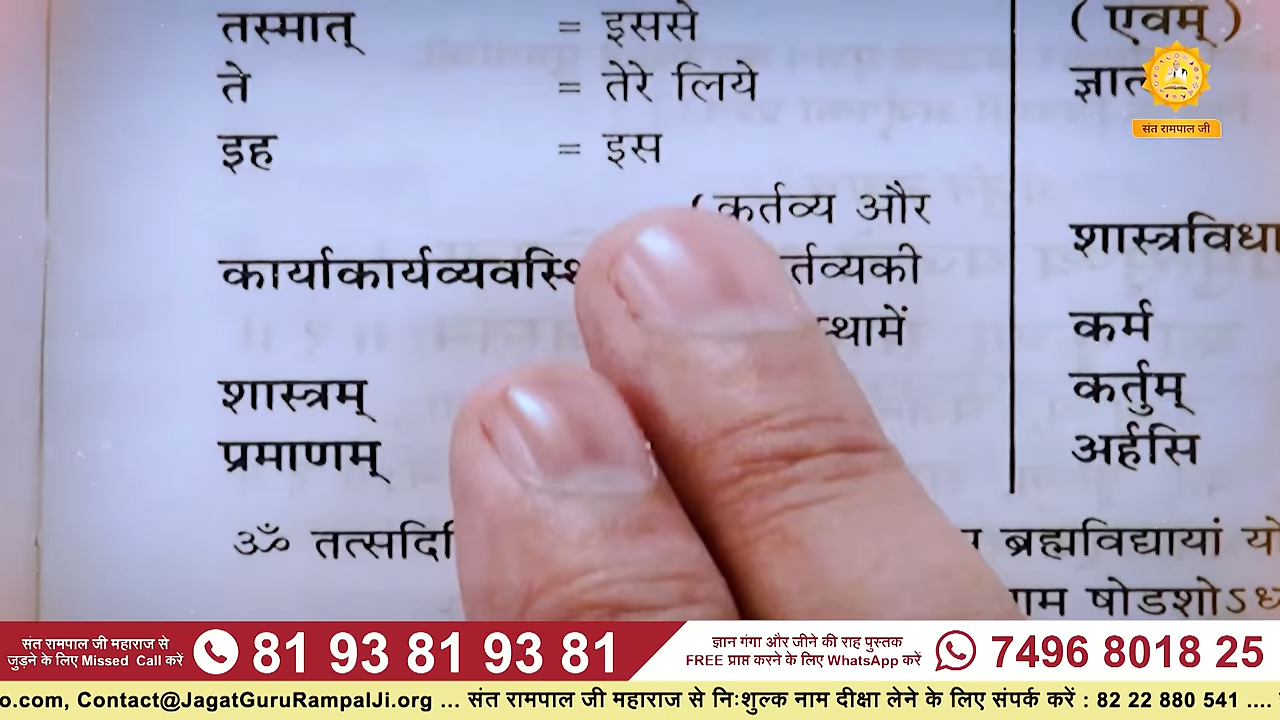 तस्मात् = इससे
ते = तेरे लिये
इह = इस
(कर्तव्य और
कार्याकार्यव्यवस्थि र्तव्यकी
स्थामें
शास्त्रम्
प्रमाणम्
(एवम्)
ज्ञात
शास्त्रविधा
कर्म
कर्तुम्
अर्हसि
ॐ तत्सदिति ब्रह्मविद्यायां यो
षोडशोऽध
संत रामपाल जी
संत रामपाल जी महाराज से
जुड़ने के लिए Missed Call करें
81 93 81 93 81
ज्ञान गंगा और जीने की राह पुस्तक
FREE प्राप्त करने के लिए WhatsApp करें
7496 8018 25
o.com, Contact@JagatGuruRampalJi.org ... संत रामपाल जी महाराज से निःशुल्क नाम दीक्षा लेने के लिए संपर्क करें : 82 22 880 541 ....